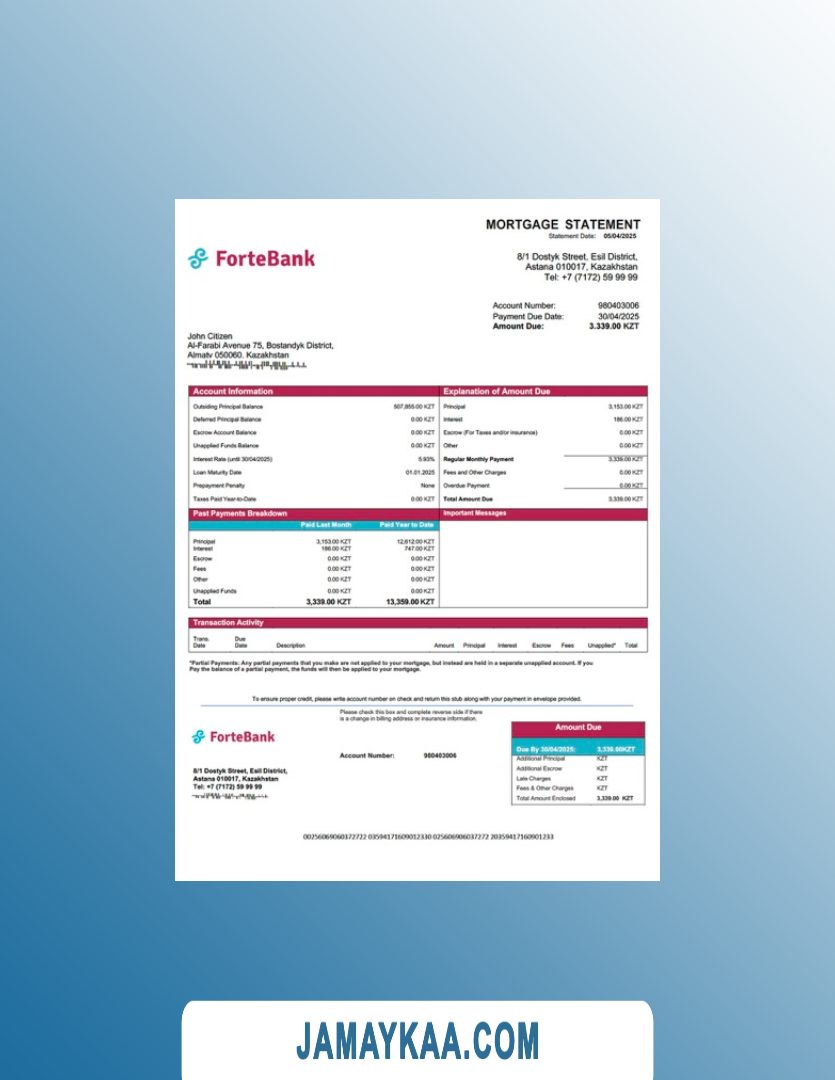 MORTGAGE STATEMENT
Statement Date: 05/04/2025
ForteBank
8/1 Dostyk Street, Esil District,
Astana 010017, Kazakhstan
Tel: +7 (7172) 59 99 99
Account Number: 980403006
Payment Due Date: 30/04/2025
Amount Due: 3.339.00 KZT
John Citizen
Al-Farabi Avenue 75, Bostandyk District,
Almaty 050060, Kazakhstan
Account Information
Outsiding Principal Balance 507,855.00 KZT
Deferred Principal Balance 0.00 KZT
Escrow Account Balance 0.00 KZT
Unapplied Funds Balance 0.00 KZT
Interest Rate (until 30/04/2025) 5.93%
Loan Maturity Date 01.01.2025
Prepayment Penalty None
Taxes Paid Year-to-Date 0.00 KZT
Explanation of Amount Due
Principal 3,153.00 KZT
Interest 186.00 KZT
Escrow (For Taxes and/or insurance) 0.00 KZT
Other 0.00 KZT
Regular Monthly Payment 3,339.00 KZT
Fees and Other Charges 0.00 KZT
Overdue Payment 0.00 KZT
Total Amount Due 3,339.00 KZT
Past Payments Breakdown
Paid Last Month Paid Year to Date
Principal 3,153.00 KZT 12,612.00 KZT
Interest 186.00 KZT 747.00 KZT
Escrow 0.00 KZT 0.00 KZT
Fees 0.00 KZT 0.00 KZT
Other 0.00 KZT 0.00 KZT
Unapplied Funds 0.00 KZT 0.00 KZT
Total 3,339.00 KZT 13,359.00 KZT
Important Messages
Transaction Activity
Trans. Date Due Date Description Amount Principal Interest Escrow Fees Unapplied* Total
*Partial Payments: Any partial payments that you make are not applied to your mortgage, but instead are held in a separate unapplied account. If you
Pay the balance of a partial payment, the funds will then be applied to your mortgage.
To ensure proper credit, please write account number on check and return this stub along with your payment in envelope provided.
Please check this box and complete reverse side if there
is a change in billing address or insurance information.
ForteBank
Account Number: 980403006
8/1 Dostyk Street, Esil District,
Astana 010017, Kazakhstan
Tel: +7 (7172) 59 99 99
Amount Due
Due By 30/04/2025: 3,339.00KZT
Additional Principal KZT
Additional Escrow KZT
Late Charges KZT
Fees & Other Charges KZT
Total Amount Enclosed 3,339.00 KZT
00256069060372722 03594171609012330 025606906037272 20359417160901233
JAMAYKAA.COM